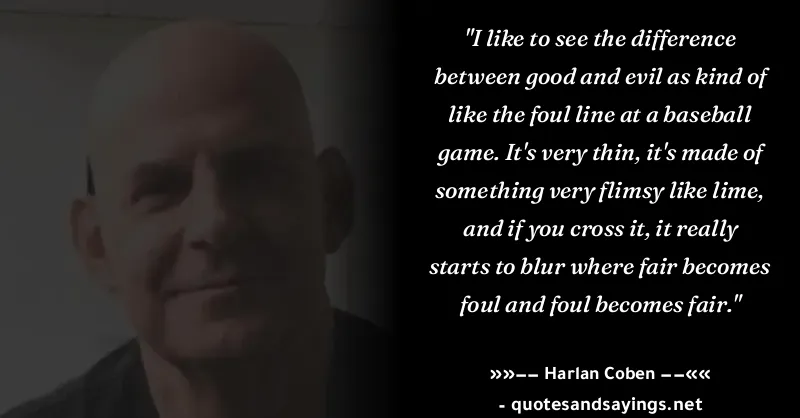 "I like to see the difference
between good and evil as kind of
like the foul line at a baseball
game. It's very thin, it's made of
something very flimsy like lime,
and if you cross it, it really
starts to blur where fair becomes
foul and foul becomes fair."
»»–– Harlan Coben ––««
- quotesandsayings.net